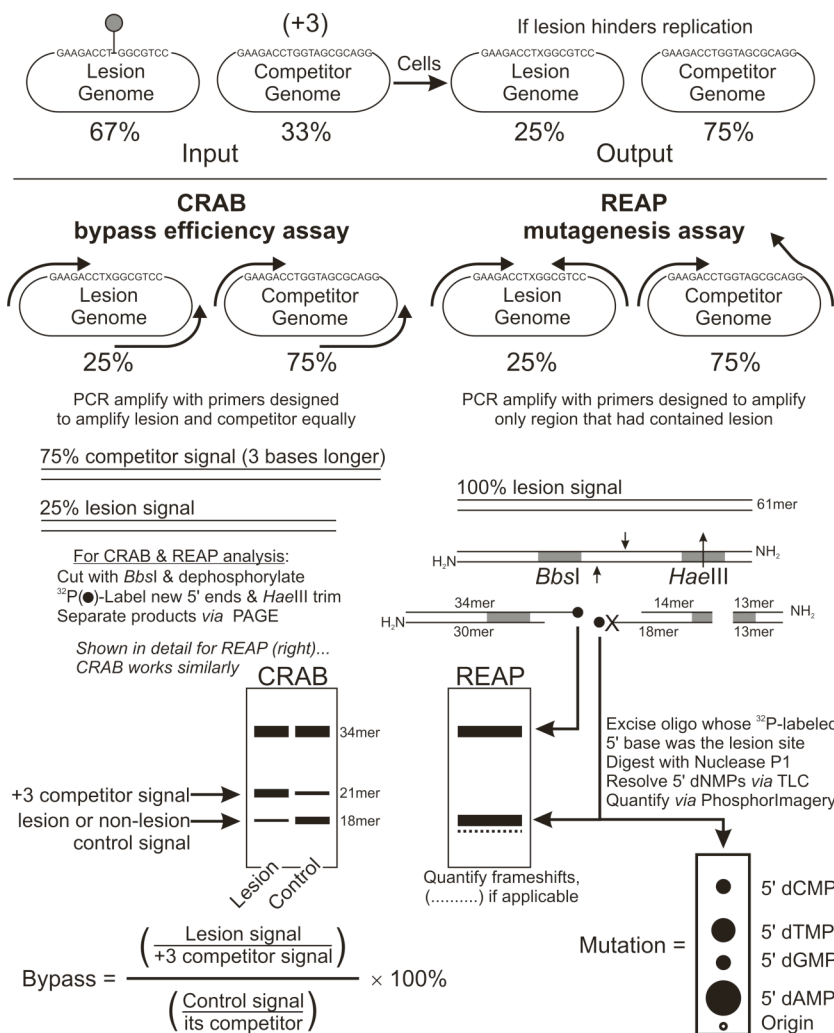 (+3)
If lesion hinders replication
GAAGACCT GGCGTCC
GAAGACCTGGTAGCGCAGG
GAAGACCTXGGCGTCC
GAAGACCTGGTAGCGCAGG
Lesion
Genome
Competitor
Genome
Cells
Lesion
Genome
Competitor
Genome
67%
33%
25%
75%
Input
Output
CRAB
bypass efficiency assay
REAP
mutagenesis assay
GAAGACCTXGGCGTCC
GAAGACCTGGTAGCGCAGG
GAAGACCTXGGCGTCC
GAAGACCTGGTAGCGCAGG
Lesion
Genome
Competitor
Genome
Lesion
Genome
Competitor
Genome
25%
75%
25%
75%
PCR amplify with primers designed
to amplify lesion and competitor equally
PCR amplify with primers designed to amplify
only region that had contained lesion
75% competitor signal (3 bases longer)
25% lesion signal
100% lesion signal
61mer
For CRAB & REAP analysis:
Cut with BbsI & dephosphorylate
³²P(●)-Label new 5' ends & HaeIII trim
Separate products via PAGE
Shown in detail for REAP (right)...
CRAB works similarly
H₂N
NH₂
BbsI
HaeIII
34mer
14mer
13mer
H₂N
X
NH₂
30mer
18mer
13mer
CRAB
34mer
+3 competitor signal
21mer
lesion or non-lesion
control signal
18mer
Lesion
Control
REAP
Excise oligo whose ³²P-labeled
5' base was the lesion site
Digest with Nuclease P1
Resolve 5' dNMPs via TLC
Quantify via PhosphorImagery
Quantify frameshifts,
(..........) if applicable
Bypass =
(Lesion signal
+3 competitor signal)
(Control signal
its competitor)
× 100%
Mutation =
5' dCMP
5' dTMP
5' dGMP
5' dAMP
Origin